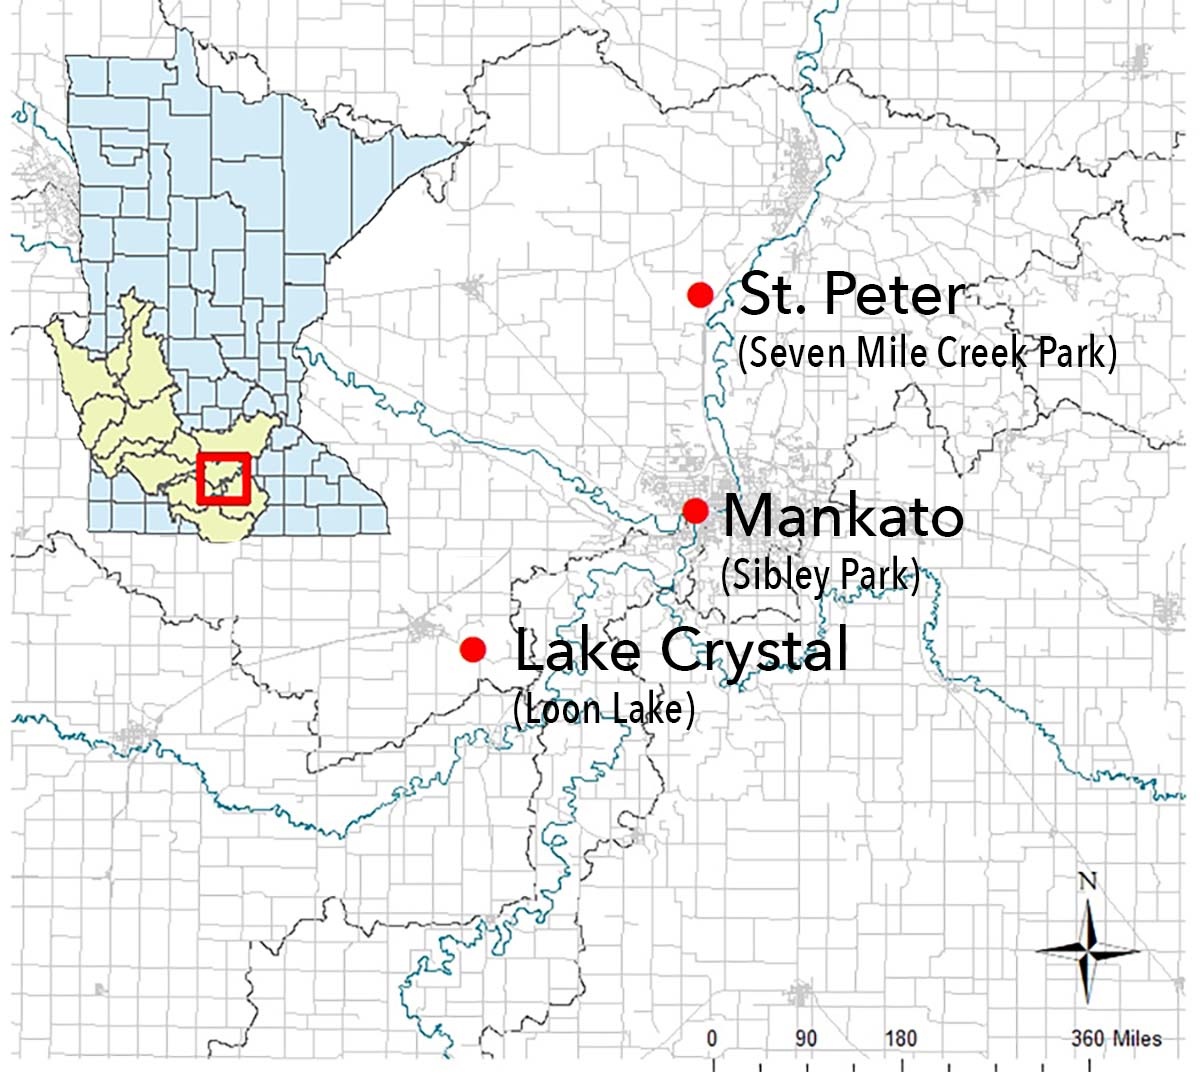 St. Peter
(Seven Mile Creek Park)
Mankato
(Sibley Park)
Lake Crystal
(Loon Lake)
N
0 90 180 360 Miles